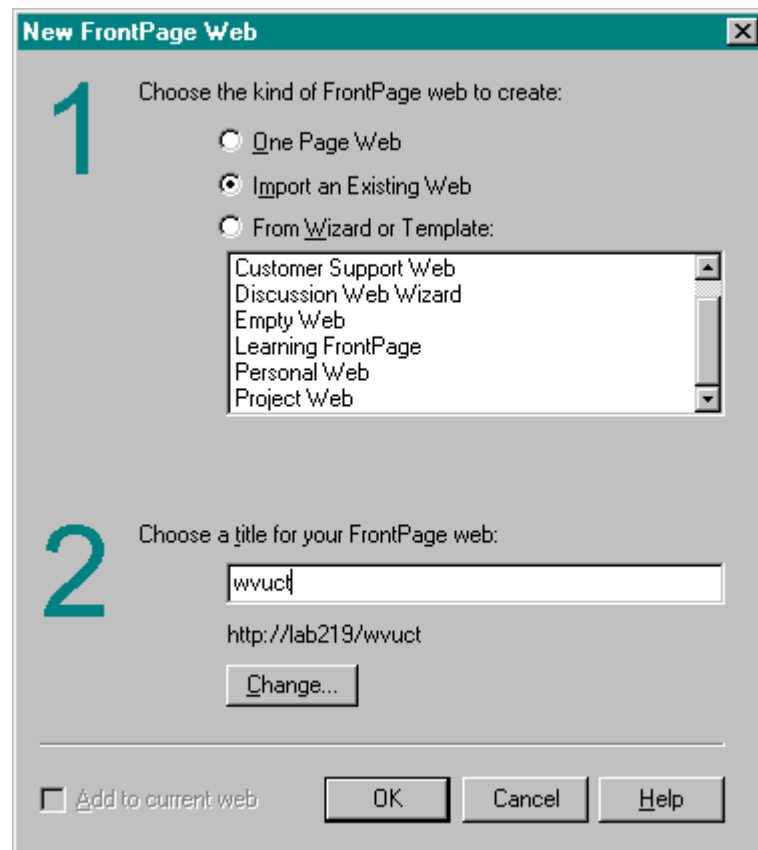 New FrontPage Web
1
Choose the kind of FrontPage web to create:
One Page Web
Import an Existing Web
From Wizard or Template:
Customer Support Web
Discussion Web Wizard
Empty Web
Learning FrontPage
Personal Web
Project Web
2
Choose a title for your FrontPage web:
wvuct
http://lab219/wvuct
Change...
Add to current web
OK Cancel Help